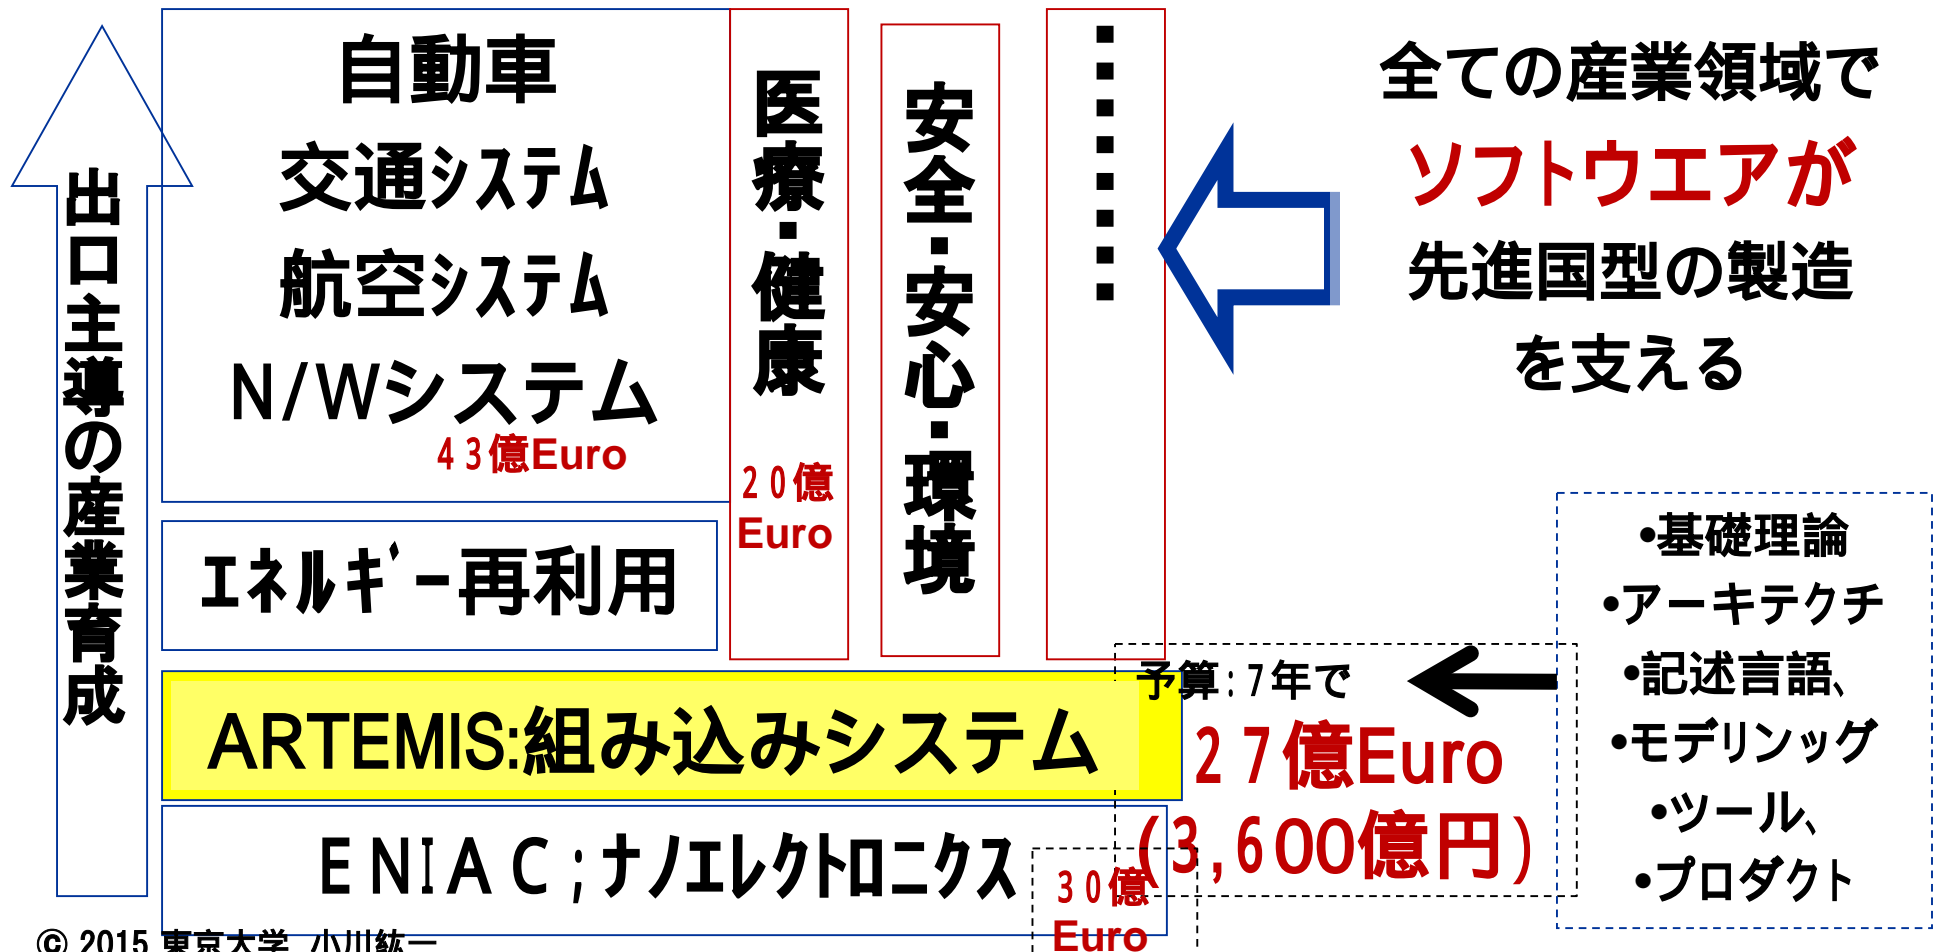 出口主導の産業育成
自動車
交通システム
航空システム
N/Wシステム
43億Euro
医療・健康
20億
Euro
安全・安心・環境
・・・・・・・・
全ての産業領域で
ソフトウエアが
先進国型の製造
を支える
エネルギー再利用
ARTEMIS:組み込みシステム
予算:7年で
27億Euro
(3,600億円)
•基礎理論
•アーキテクチ
•記述言語、
•モデリンッグ
•ツール、
•プロダクト
ENIAC;ナノエレクトロニクス
30億
Euro
© 2015 東京大学 小川紘一